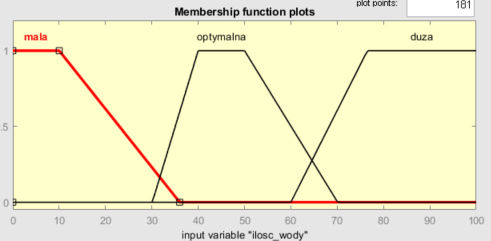 plot points: 181
Membership function plots
mala optymalna duza
1
.5
0
0 10 20 30 40 50 60 70 80 90 100
input variable "ilosc_wody"